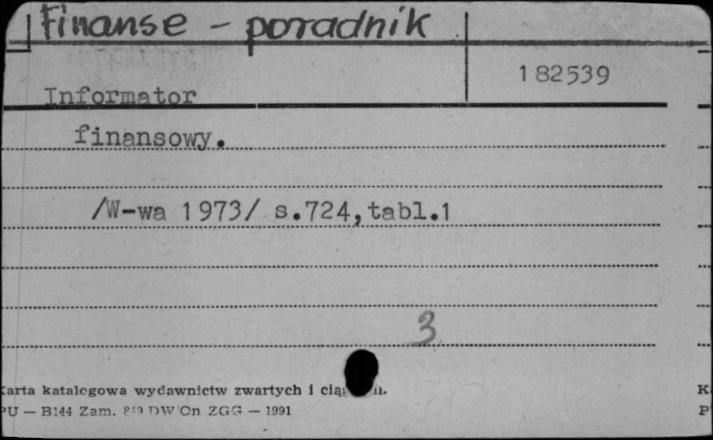 Finanse - poradnik
182539
Informator
finansowy.
/W-wa 1973/ s.724,tabl.1
3
Karta katalogowa wydawnictw zwartych i
PU — B144 Zam. DW On ZGG — 1991
K
P